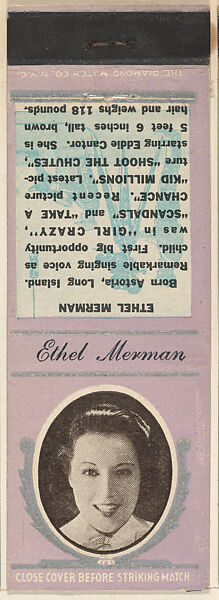 THE DIAMOND MATCH CO. N.Y.C.
ETHEL MERMAN
Born Astoria, Long Island.
Remarkable singing voice as
child. First big opportunity
was in "GIRL CRAZY",
"SCANDALS" and "TAKE A
CHANCE". Recent picture
"KID MILLIONS". Latest pic-
ture "SHOOT THE CHUTES",
starring Eddie Cantor. She is
5 feet 6 inches tall, brown
hair and weighs 118 pounds.
Ethel Merman
CLOSE COVER BEFORE STRIKING MATCH